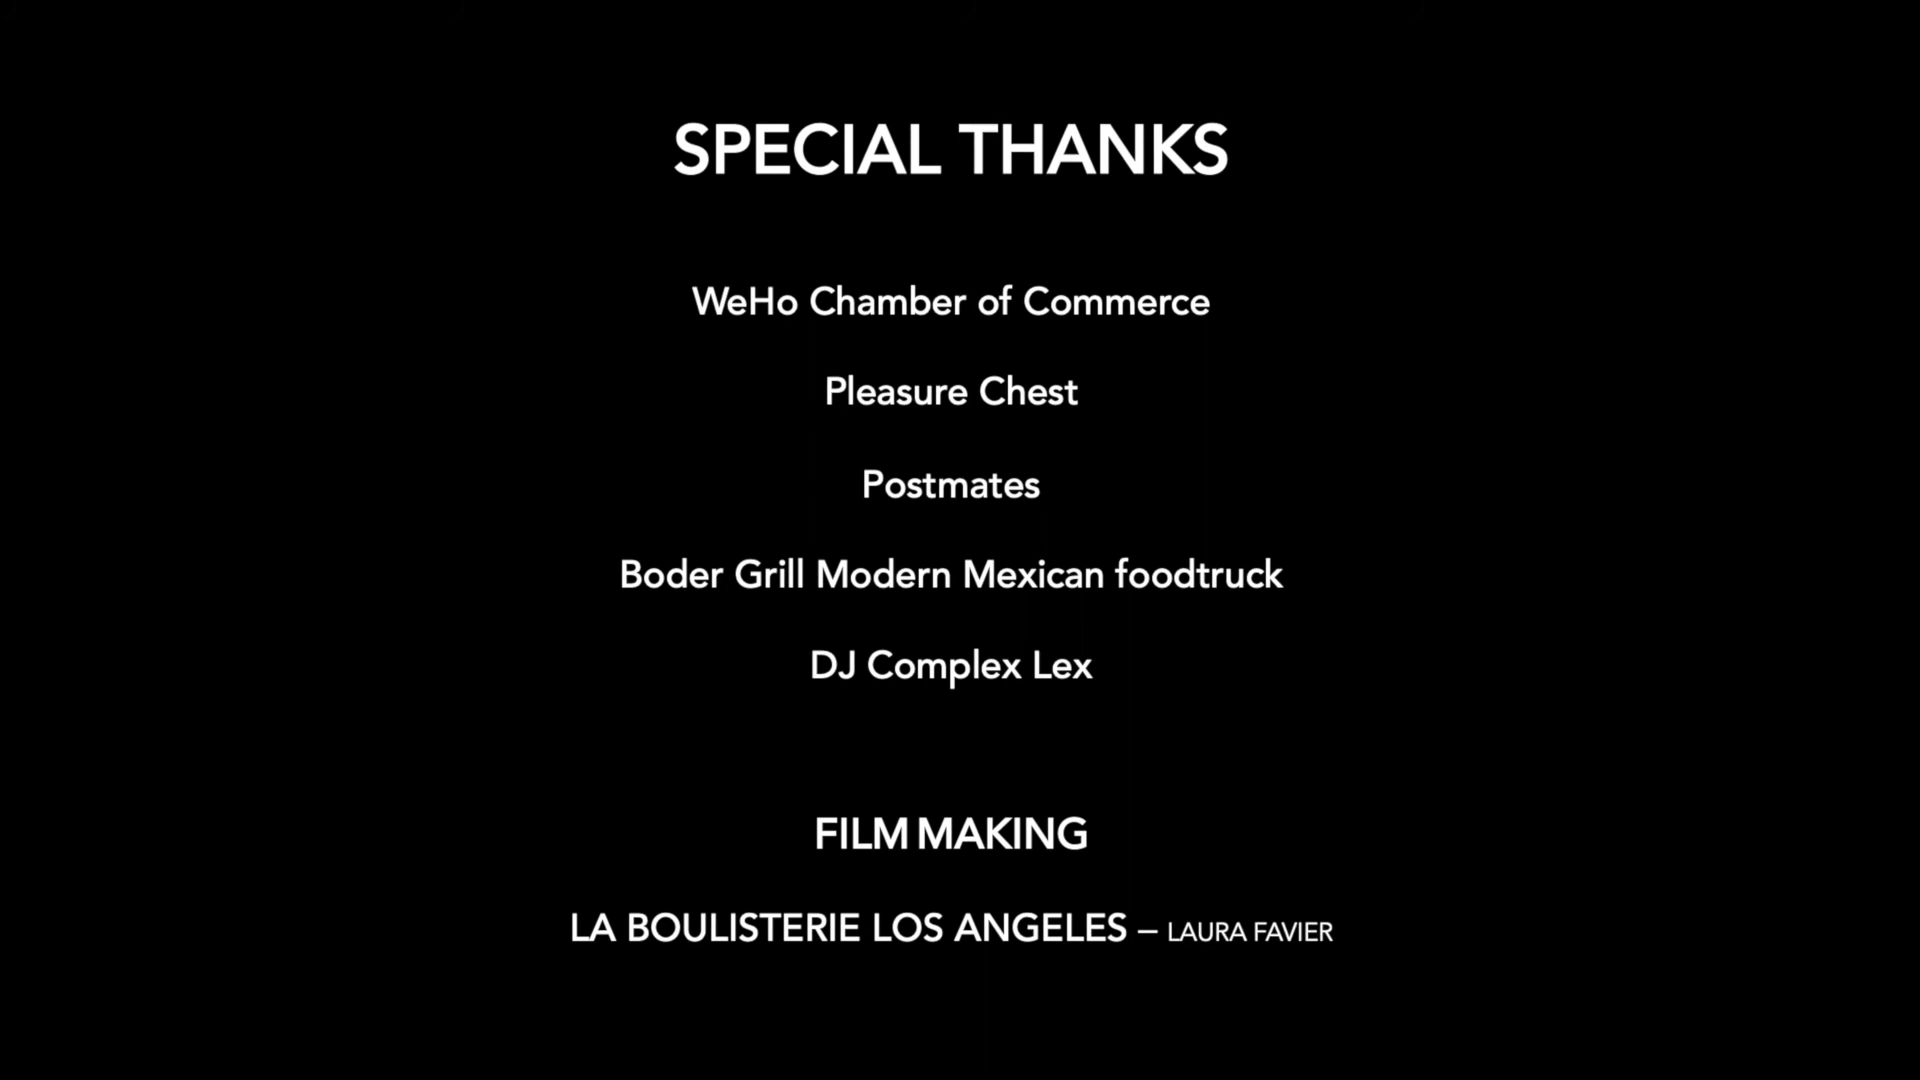 SPECIAL THANKS
WeHo Chamber of Commerce
Pleasure Chest
Postmates
Boder Grill Modern Mexican foodtruck
DJ Complex Lex
FILM MAKING
LA BOULISTERIE LOS ANGELES – LAURA FAVIER